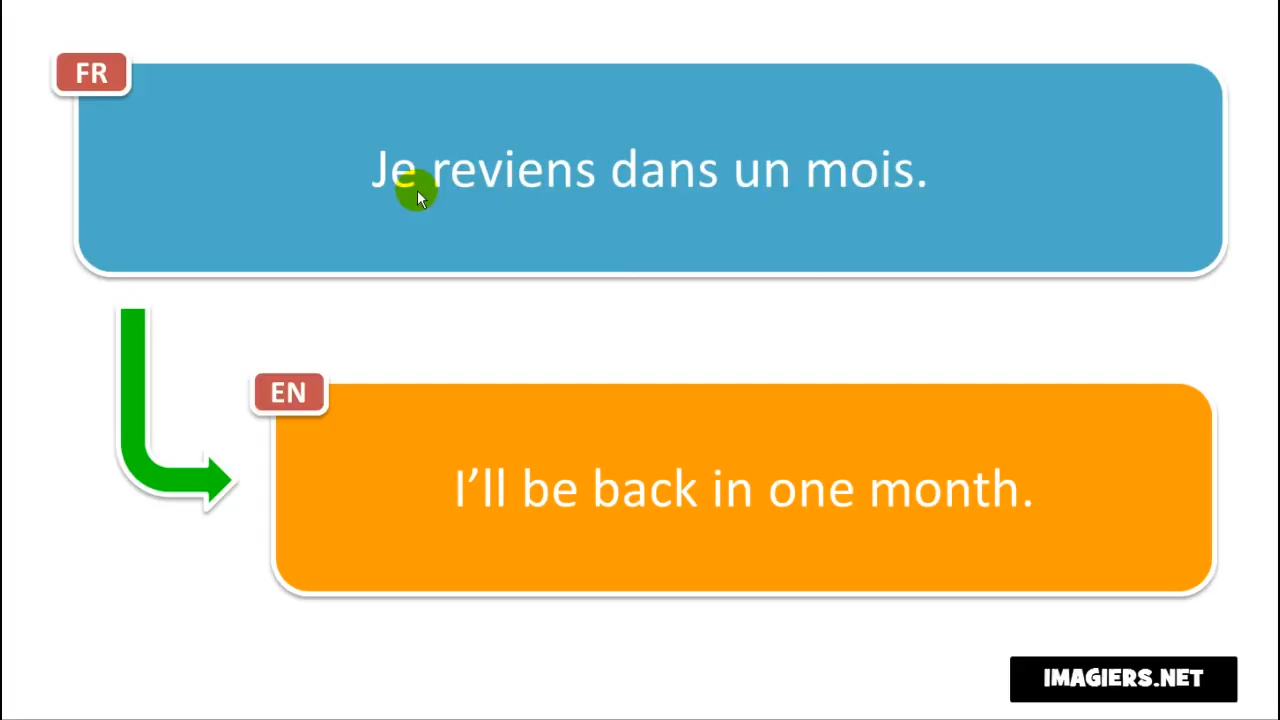 FR
Je reviens dans un mois.
EN
I’ll be back in one month.
IMAGIERS.NET